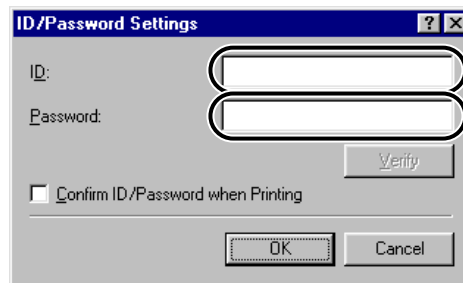 ID/Password Settings
ID:
Password:
Verify
Confirm ID/Password when Printing
OK
Cancel